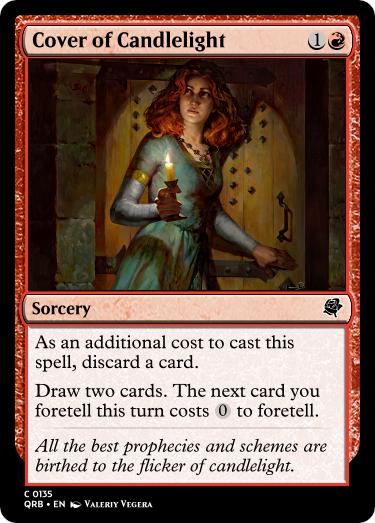 Cover of Candlelight 1
Sorcery
As an additional cost to cast this
spell, discard a card.
Draw two cards. The next card you
foretell this turn costs 0 to foretell.
All the best prophecies and schemes are
birthed to the flicker of candlelight.
C 0135
QRB • EN Valeriy Vegera